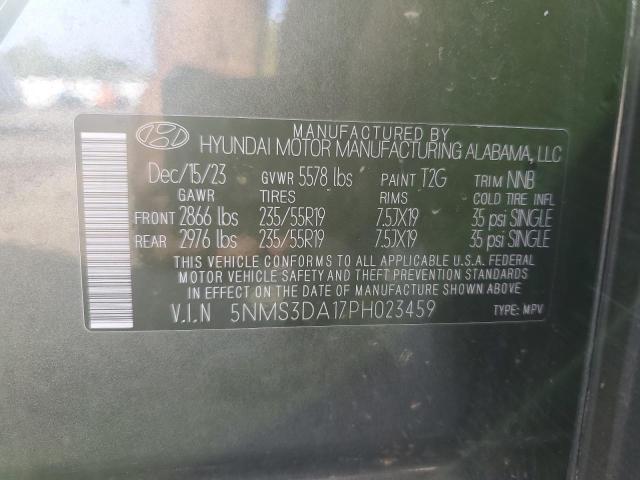 MANUFACTURED BY
HYUNDAI MOTOR MANUFACTURING ALABAMA, LLC
Dec/15/23 GVWR 5578 lbs PAINT T2G TRIM NNB
GAWR TIRES RIMS COLD TIRE INFL
FRONT 2866 lbs 235/55R19 7.5JX19 35 psi SINGLE
REAR 2976 lbs 235/55R19 7.5JX19 35 psi SINGLE
THIS VEHICLE CONFORMS TO ALL APPLICABLE U.S.A. FEDERAL
MOTOR VEHICLE SAFETY AND THEFT PREVENTION STANDARDS
IN EFFECT ON THE DATE OF MANUFACTURE SHOWN ABOVE.
V.I.N 5NMS3DA17PH023459 TYPE: MPV